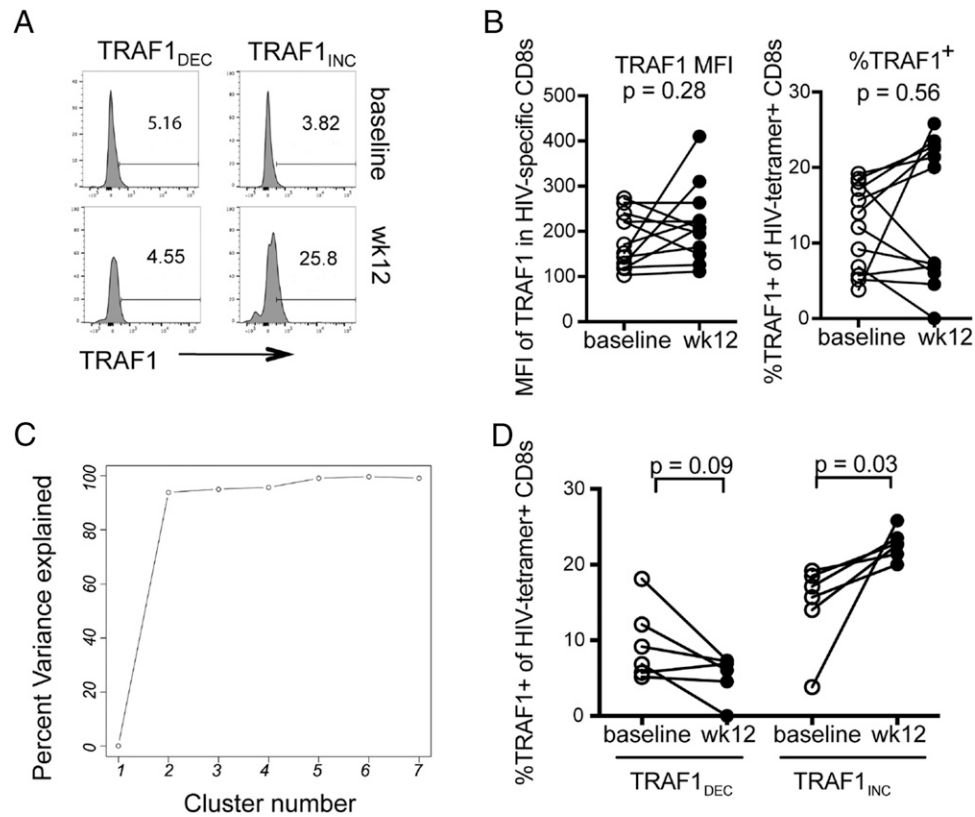 A
TRAF1DEC
TRAF1INC
5.16
3.82
baseline
4.55
25.8
wk12
TRAF1
B
TRAF1 MFI
p = 0.28
MFI of TRAF1 in HIV-specific CD8s
500
400
300
200
100
0
baseline wk12
%TRAF1+
p = 0.56
%TRAF1+ of HIV-tetramer+ CD8s
30
20
10
0
baseline wk12
C
Percent Variance explained
100
80
60
40
20
0
1 2 3 4 5 6 7
Cluster number
D
p = 0.09
p = 0.03
%TRAF1+ of HIV-tetramer+ CD8s
30
20
10
0
baseline wk12 baseline wk12
TRAF1DEC TRAF1INC